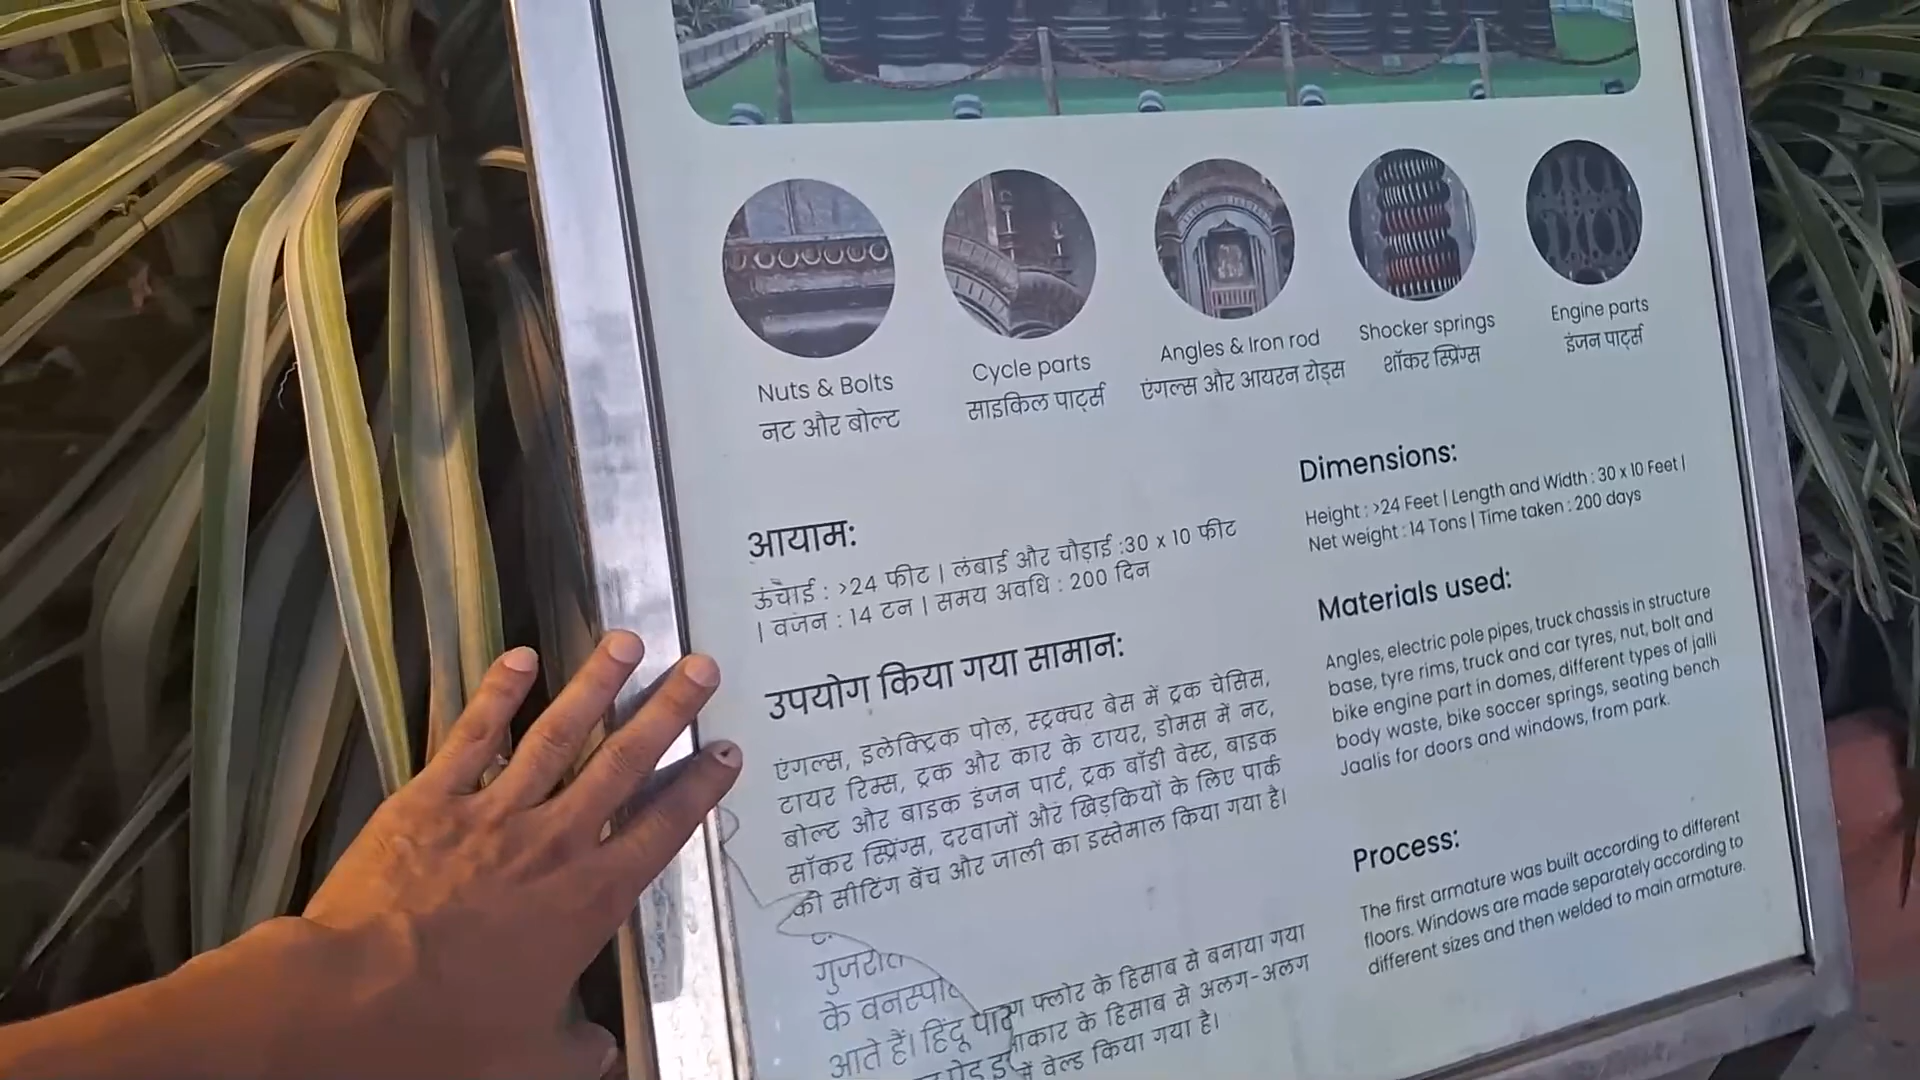 Nuts & Bolts
नट और बोल्ट
Cycle parts
साइकिल पार्ट्स
Angles & Iron rod
एंगल्स और आयरन रोड्स
Shocker springs
शॉकर स्प्रिंग्स
Engine parts
इंजन पार्ट्स
आयाम:
ऊंचाई : >24 फीट | लंबाई और चौड़ाई :30 x 10 फीट
| वजन : 14 टन | समय अवधि : 200 दिन
उपयोग किया गया सामान:
एंगल्स, इलेक्ट्रिक पोल, स्ट्रक्चर बेस में ट्रक चेसिस,
टायर रिम्स, ट्रक और कार के टायर, डोमस में नट,
बोल्ट और बाइक इंजन पार्ट, ट्रक बॉडी वेस्ट, बाइक
सॉकर स्प्रिंग्स, दरवाजों और खिड़कियों के लिए पार्क
की सीटिंग बेंच और जाली का इस्तेमाल किया गया है।
गुजरात
के वनस्पति
आते हैं। हिंदू
फ्लोर के हिसाब से बनाया गया
आकार के हिसाब से अलग-अलग
में वेल्ड किया गया है।
Dimensions:
Height : >24 Feet | Length and Width : 30 x 10 Feet |
Net weight : 14 Tons | Time taken : 200 days
Materials used:
Angles, electric pole pipes, truck chassis in structure
base, tyre rims, truck and car tyres, nut, bolt and
bike engine part in domes, different types of jalli
body waste, bike soccer springs, seating bench
Jaalis for doors and windows, from park.
Process:
The first armature was built according to different
floors. Windows are made separately according to
different sizes and then welded to main armature.